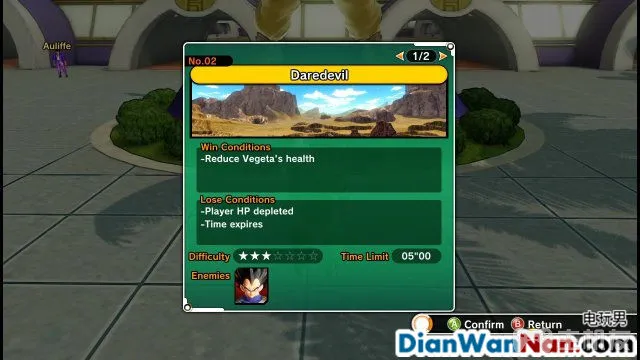 Auliffe
No.02
1/2
Daredevil
Win Conditions
-Reduce Vegeta's health
Lose Conditions
-Player HP depleted
-Time expires
Difficulty ★★★☆☆☆☆ Time Limit 05"00
Enemies
A Confirm B Return
电玩男
DianWanNan.com